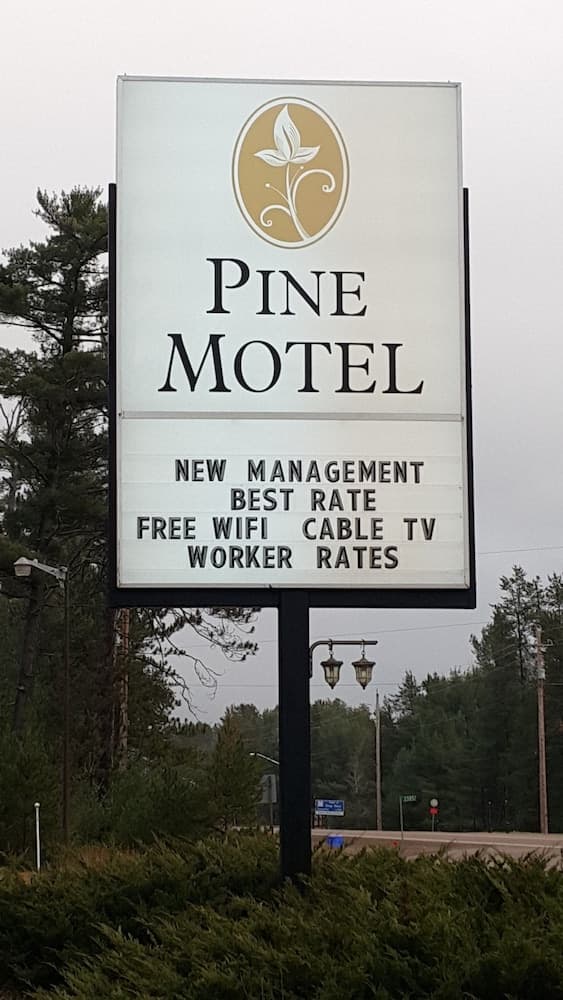 PINE
MOTEL
NEW MANAGEMENT
BEST RATE
FREE WIFI CABLE TV
WORKER RATES